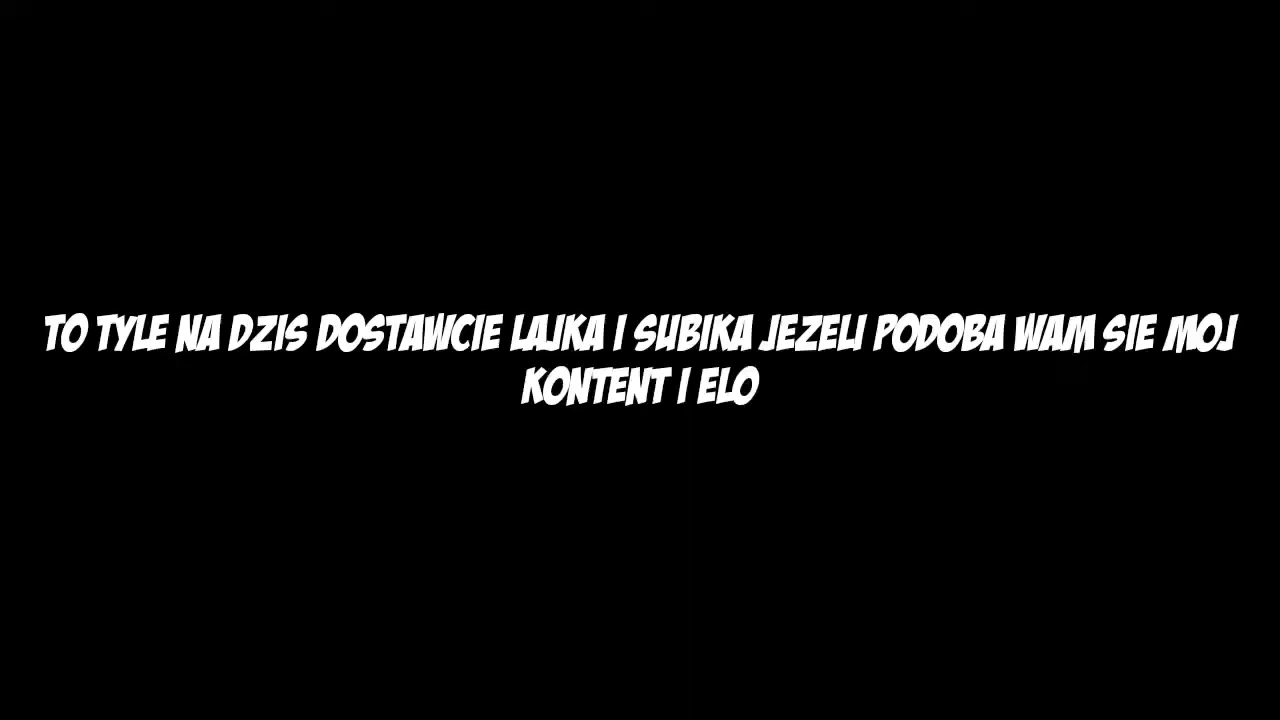 TO TYLE NA DZIS DOSTAWCIE LAJKA I SUBIKA JEZELI PODOBA WAM SIE MOJ
KONTENT I ELO